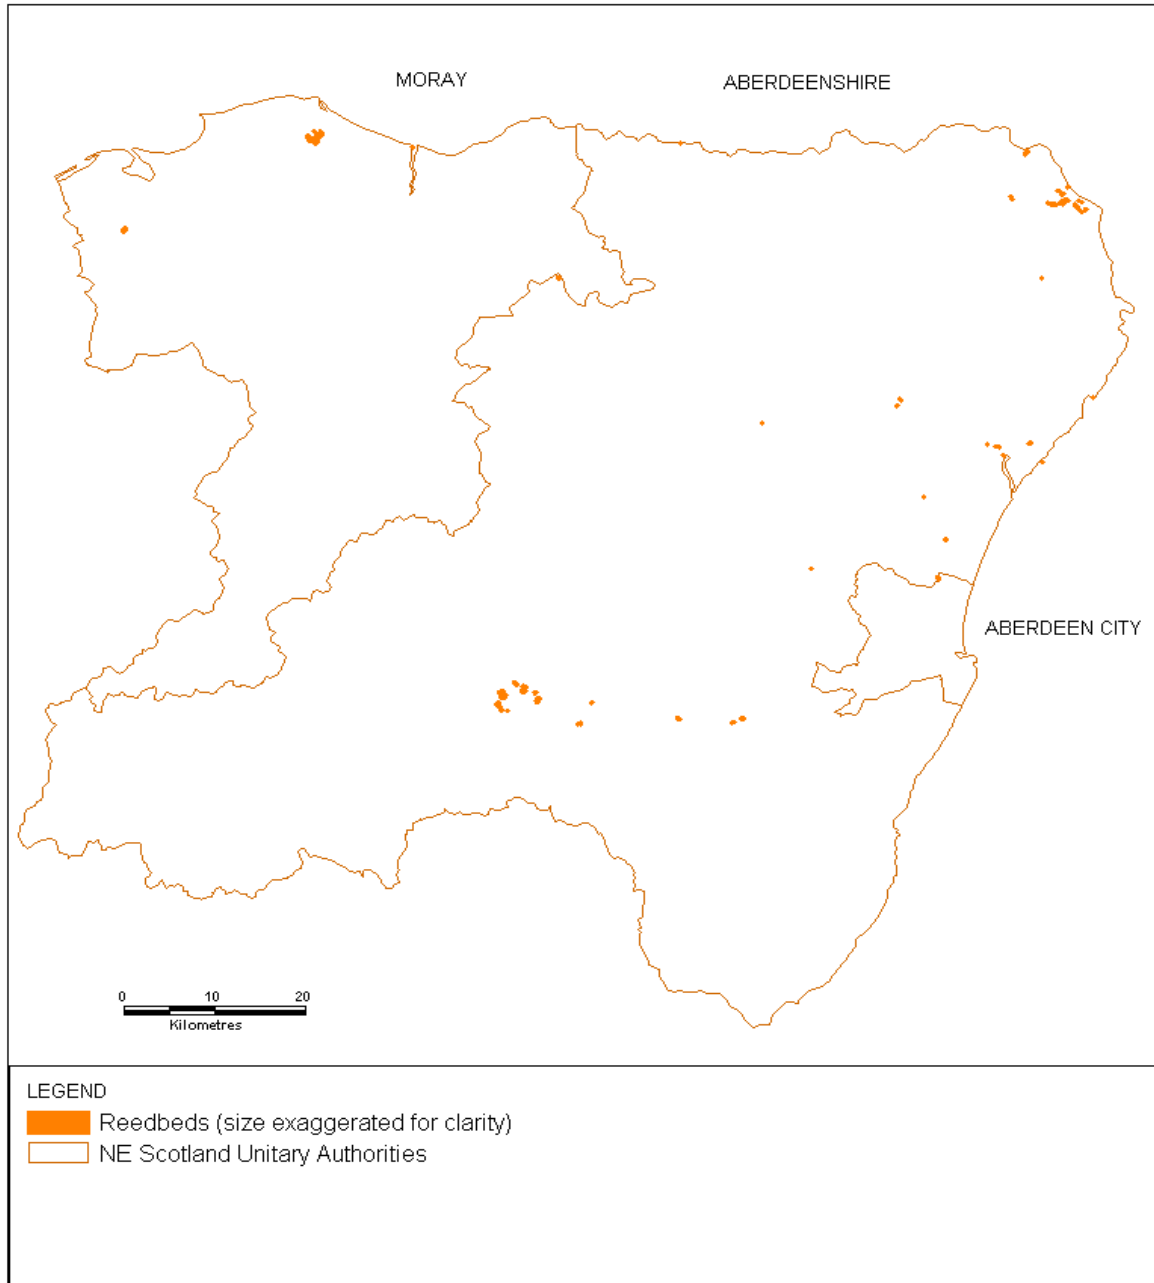 MORAY
ABERDEENSHIRE
ABERDEEN CITY
0 10 20
Kilometres
LEGEND
Reedbeds (size exaggerated for clarity)
NE Scotland Unitary Authorities